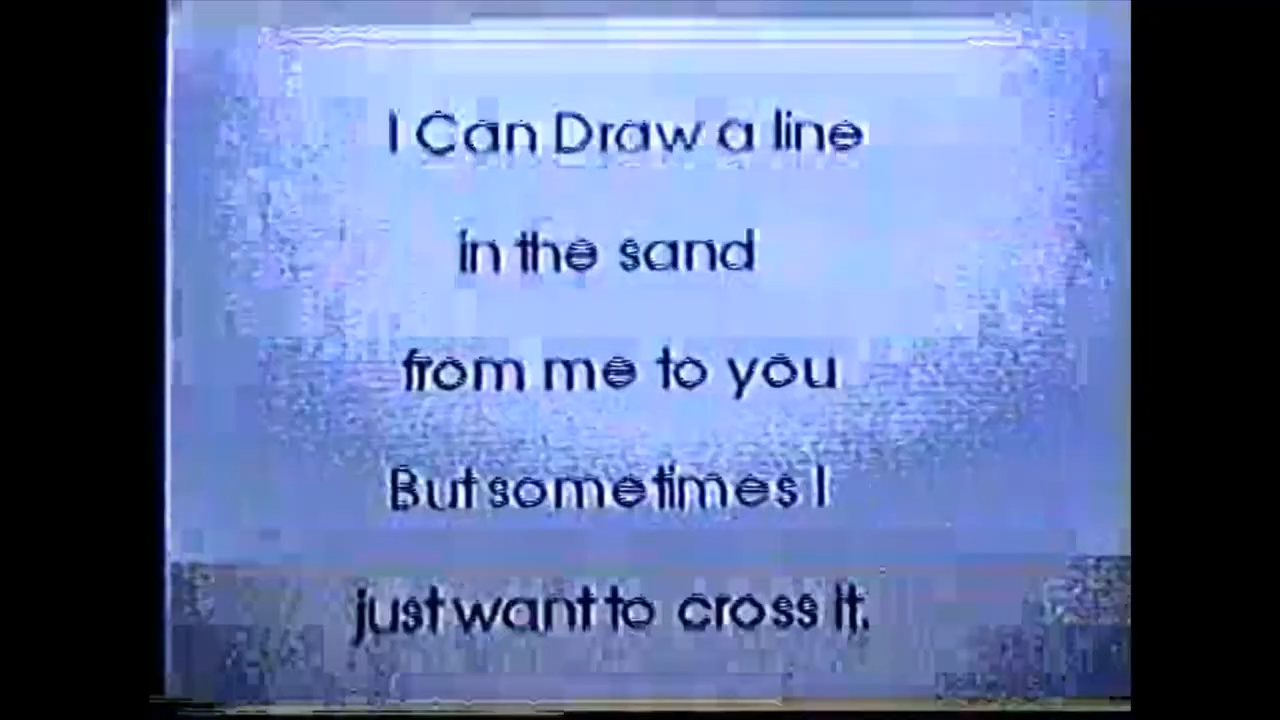 I Can Draw a line
in the sand
from me to you
But sometimes I
just want to cross it.